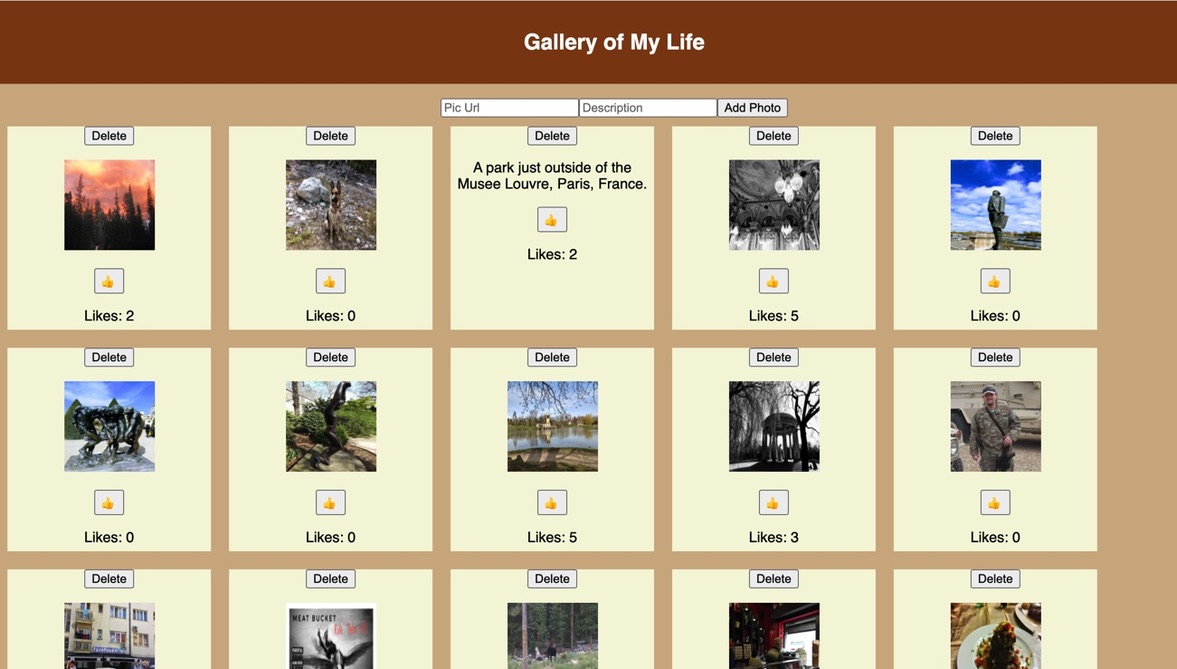 Gallery of My Life
Pic Url
Description
Add Photo
Delete
Delete
Delete
Delete
Delete
A park just outside of the
Musee Louvre, Paris, France.
Likes: 2
Likes: 0
Likes: 2
Likes: 5
Likes: 0
Delete
Delete
Delete
Delete
Delete
Likes: 0
Likes: 0
Likes: 5
Likes: 3
Likes: 0
Delete
Delete
Delete
Delete
Delete
MEAT BUCKET